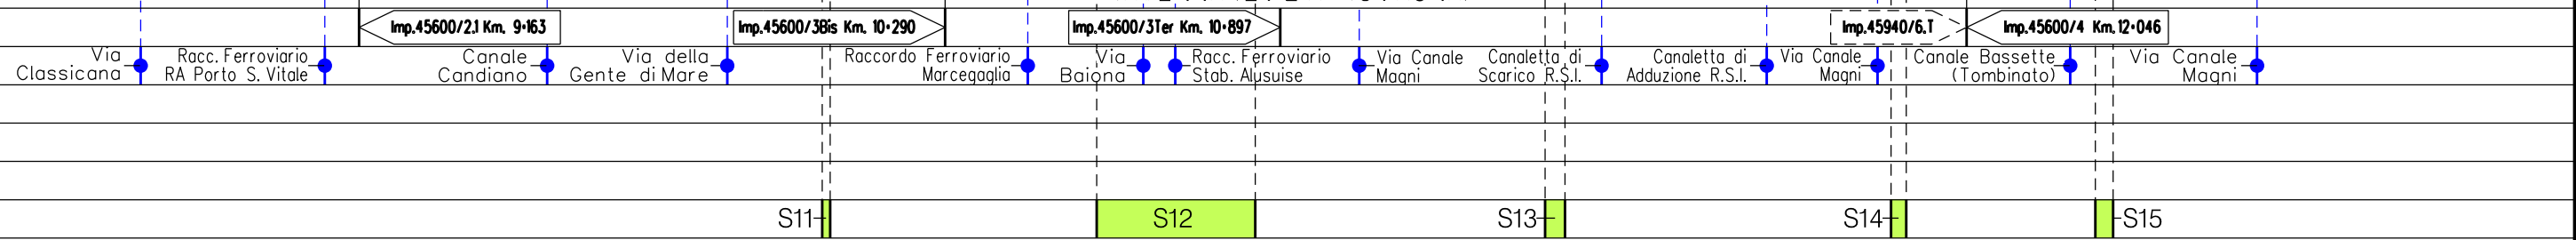 Imp.45600/2.1 Km. 9+163
Imp.45600/3Bis Km. 10+290
Imp.45600/3Ter Km. 10+897
Imp.45940/6.T
Imp.45600/4 Km.12+046
Via
Classicana
Racc. Ferroviario
RA Porto S. Vitale
Canale
Candiano
Via della
Gente di Mare
Raccordo Ferroviario
Marcegaglia
Via
Baiona
Racc. Ferroviario
Stab. Alusuise
Via Canale
Magni
Canaletta di
Scarico R.S.I.
Canaletta di
Adduzione R.S.I.
Via Canale
Magni
Canale Bassette
(Tombinato)
Via Canale
Magni
S11
S12
S13
S14
S15